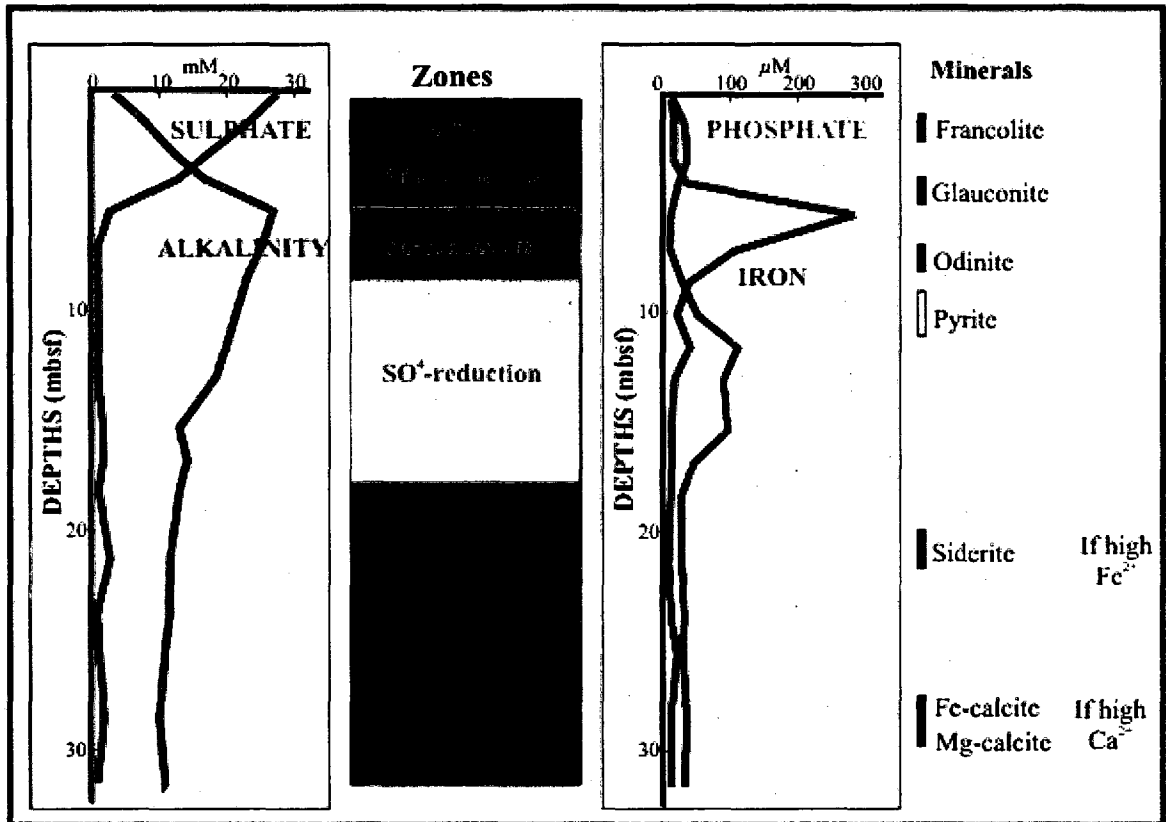 mM
0 10 20 30
SULPHATE
ALKALINITY
DEPTHS (mbsf)
10
20
30
Zones
SO⁴-reduction
µM
0 100 200 300
PHOSPHATE
IRON
DEPTHS (mbsf)
10
20
30
Minerals
Francolite
Glauconite
Odinite
Pyrite
Siderite If high
Fe²⁺
Fe-calcite If high
Mg-calcite Ca²⁺